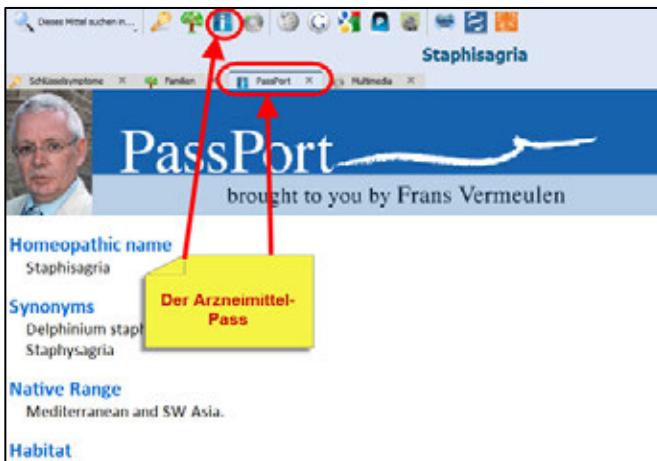 Dieses Mittel suchen in...
Staphisagria
Schlüsselsymptome X Familien PassPort X Multimedia X
PassPort
brought to you by Frans Vermeulen
Homeopathic name
Staphisagria
Der Arzneimittel-
Pass
Synonyms
Delphinium
Staphysagria
Native Range
Mediterranean and SW Asia.
Habitat